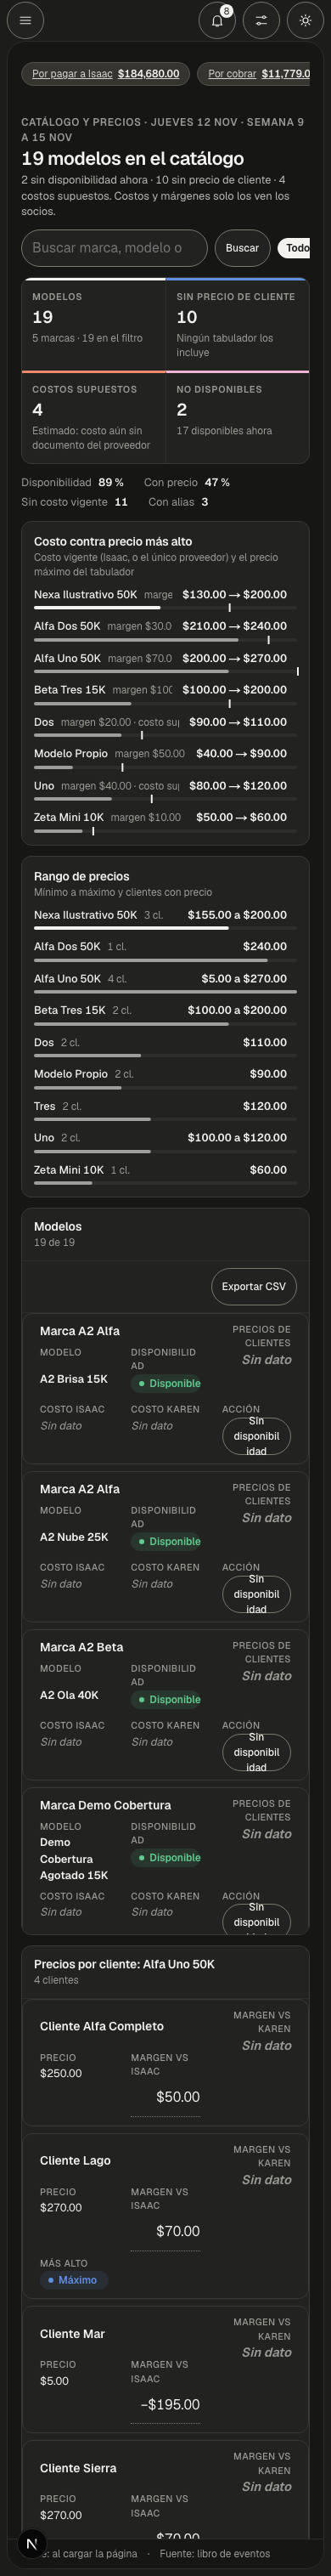 8
Por pagar a Isaac $184,680.00
Por cobrar $11,779.0
CATÁLOGO Y PRECIOS · JUEVES 12 NOV · SEMANA 9
A 15 NOV
19 modelos en el catálogo
2 sin disponibilidad ahora · 10 sin precio de cliente · 4
costos supuestos. Costos y márgenes solo los ven los
socios.
Buscar marca, modelo o
Buscar
Todo
MODELOS
19
5 marcas · 19 en el filtro
SIN PRECIO DE CLIENTE
10
Ningún tabulador los
incluye
COSTOS SUPUESTOS
4
Estimado: costo aún sin
documento del proveedor
NO DISPONIBLES
2
17 disponibles ahora
Disponibilidad 89 % Con precio 47 %
Sin costo vigente 11 Con alias 3
Costo contra precio más alto
Costo vigente (Isaac, o el único proveedor) y el precio
máximo del tabulador
Nexa Ilustrativo 50K marge $130.00 → $200.00
Alfa Dos 50K margen $30.0 $210.00 → $240.00
Alfa Uno 50K margen $70.0 $200.00 → $270.00
Beta Tres 15K margen $100 $100.00 → $200.00
Dos margen $20.00 · costo su $90.00 → $110.00
Modelo Propio margen $50.00 $40.00 → $90.00
Uno margen $40.00 · costo su $80.00 → $120.00
Zeta Mini 10K margen $10.00 $50.00 → $60.00
Rango de precios
Mínimo a máximo y clientes con precio
Nexa Ilustrativo 50K 3 cl. $155.00 a $200.00
Alfa Dos 50K 1 cl. $240.00
Alfa Uno 50K 4 cl. $5.00 a $270.00
Beta Tres 15K 2 cl. $100.00 a $200.00
Dos 2 cl. $110.00
Modelo Propio 2 cl. $90.00
Tres 2 cl. $120.00
Uno 2 cl. $100.00 a $120.00
Zeta Mini 10K 1 cl. $60.00
Modelos
19 de 19
Exportar CSV
Marca A2 Alfa
PRECIOS DE
CLIENTES
Sin dato
MODELO
A2 Brisa 15K
DISPONIBILID
AD
Disponible
COSTO ISAAC
Sin dato
COSTO KAREN
Sin dato
ACCIÓN
Sin
disponibil
idad
Marca A2 Alfa
PRECIOS DE
CLIENTES
Sin dato
MODELO
A2 Nube 25K
DISPONIBILID
AD
Disponible
COSTO ISAAC
Sin dato
COSTO KAREN
Sin dato
ACCIÓN
Sin
disponibil
idad
Marca A2 Beta
PRECIOS DE
CLIENTES
Sin dato
MODELO
A2 Ola 40K
DISPONIBILID
AD
Disponible
COSTO ISAAC
Sin dato
COSTO KAREN
Sin dato
ACCIÓN
Sin
disponibil
idad
Marca Demo Cobertura
PRECIOS DE
CLIENTES
Sin dato
MODELO
Demo
Cobertura
Agotado 15K
DISPONIBILID
AD
Disponible
COSTO ISAAC
Sin dato
COSTO KAREN
Sin dato
ACCIÓN
Sin
disponibil
Precios por cliente: Alfa Uno 50K
4 clientes
Cliente Alfa Completo
MARGEN VS
KAREN
Sin dato
PRECIO
$250.00
MARGEN VS
ISAAC
$50.00
Cliente Lago
MARGEN VS
KAREN
Sin dato
PRECIO
$270.00
MARGEN VS
ISAAC
$70.00
MÁS ALTO
Máximo
Cliente Mar
MARGEN VS
KAREN
Sin dato
PRECIO
$5.00
MARGEN VS
ISAAC
−$195.00
Cliente Sierra
MARGEN VS
KAREN
Sin dato
PRECIO
$270.00
MARGEN VS
ISAAC
$70.00
N
: al cargar la página · Fuente: libro de eventos